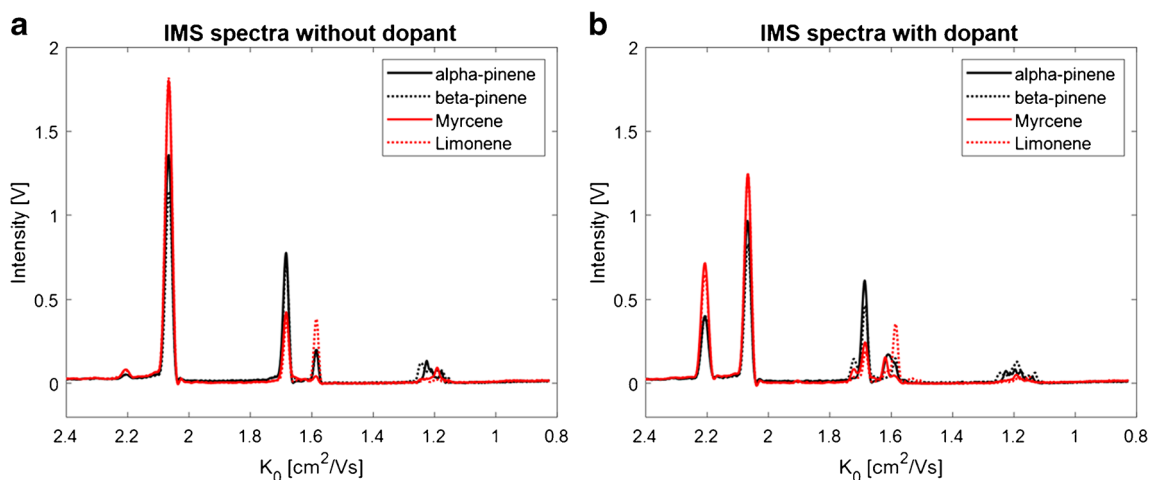 a
IMS spectra without dopant
2
1.5
1
0.5
0
Intensity [V]
alpha-pinene
beta-pinene
Myrcene
Limonene
2.4 2.2 2 1.8 1.6 1.4 1.2 1 0.8
K₀ [cm²/Vs]
b
IMS spectra with dopant
2
1.5
1
0.5
0
Intensity [V]
alpha-pinene
beta-pinene
Myrcene
Limonene
2.4 2.2 2 1.8 1.6 1.4 1.2 1 0.8
K₀ [cm²/Vs]